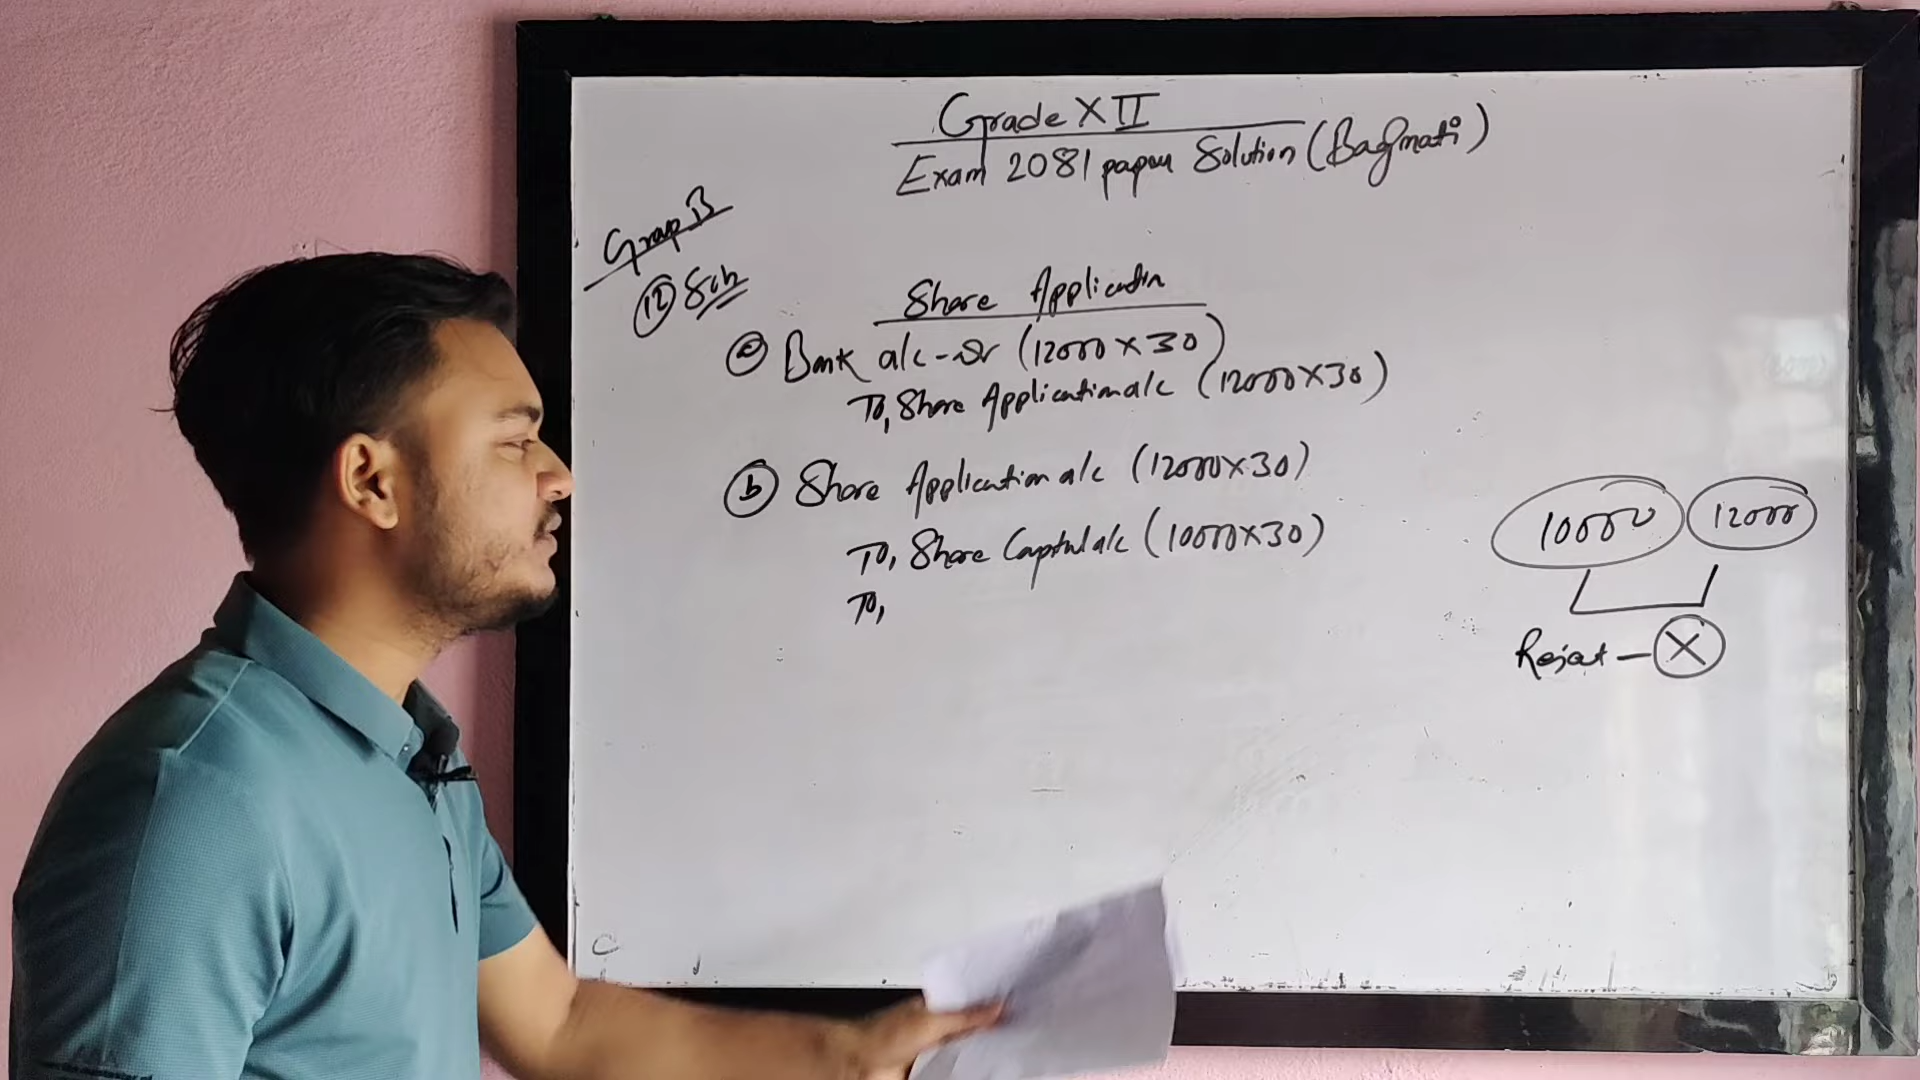 Grade XII
Exam 2081 paper Solution (Bagmati)
Group B
(12) Soln
Share Application
(a) Bank a/c - Dr (12000 X 30)
To, Share Application a/c (12000 X 30)
(b) Share Application a/c (12000 X 30)
To, Share Capital a/c (10000 X 30)
To,
10000 12000
Reject - X